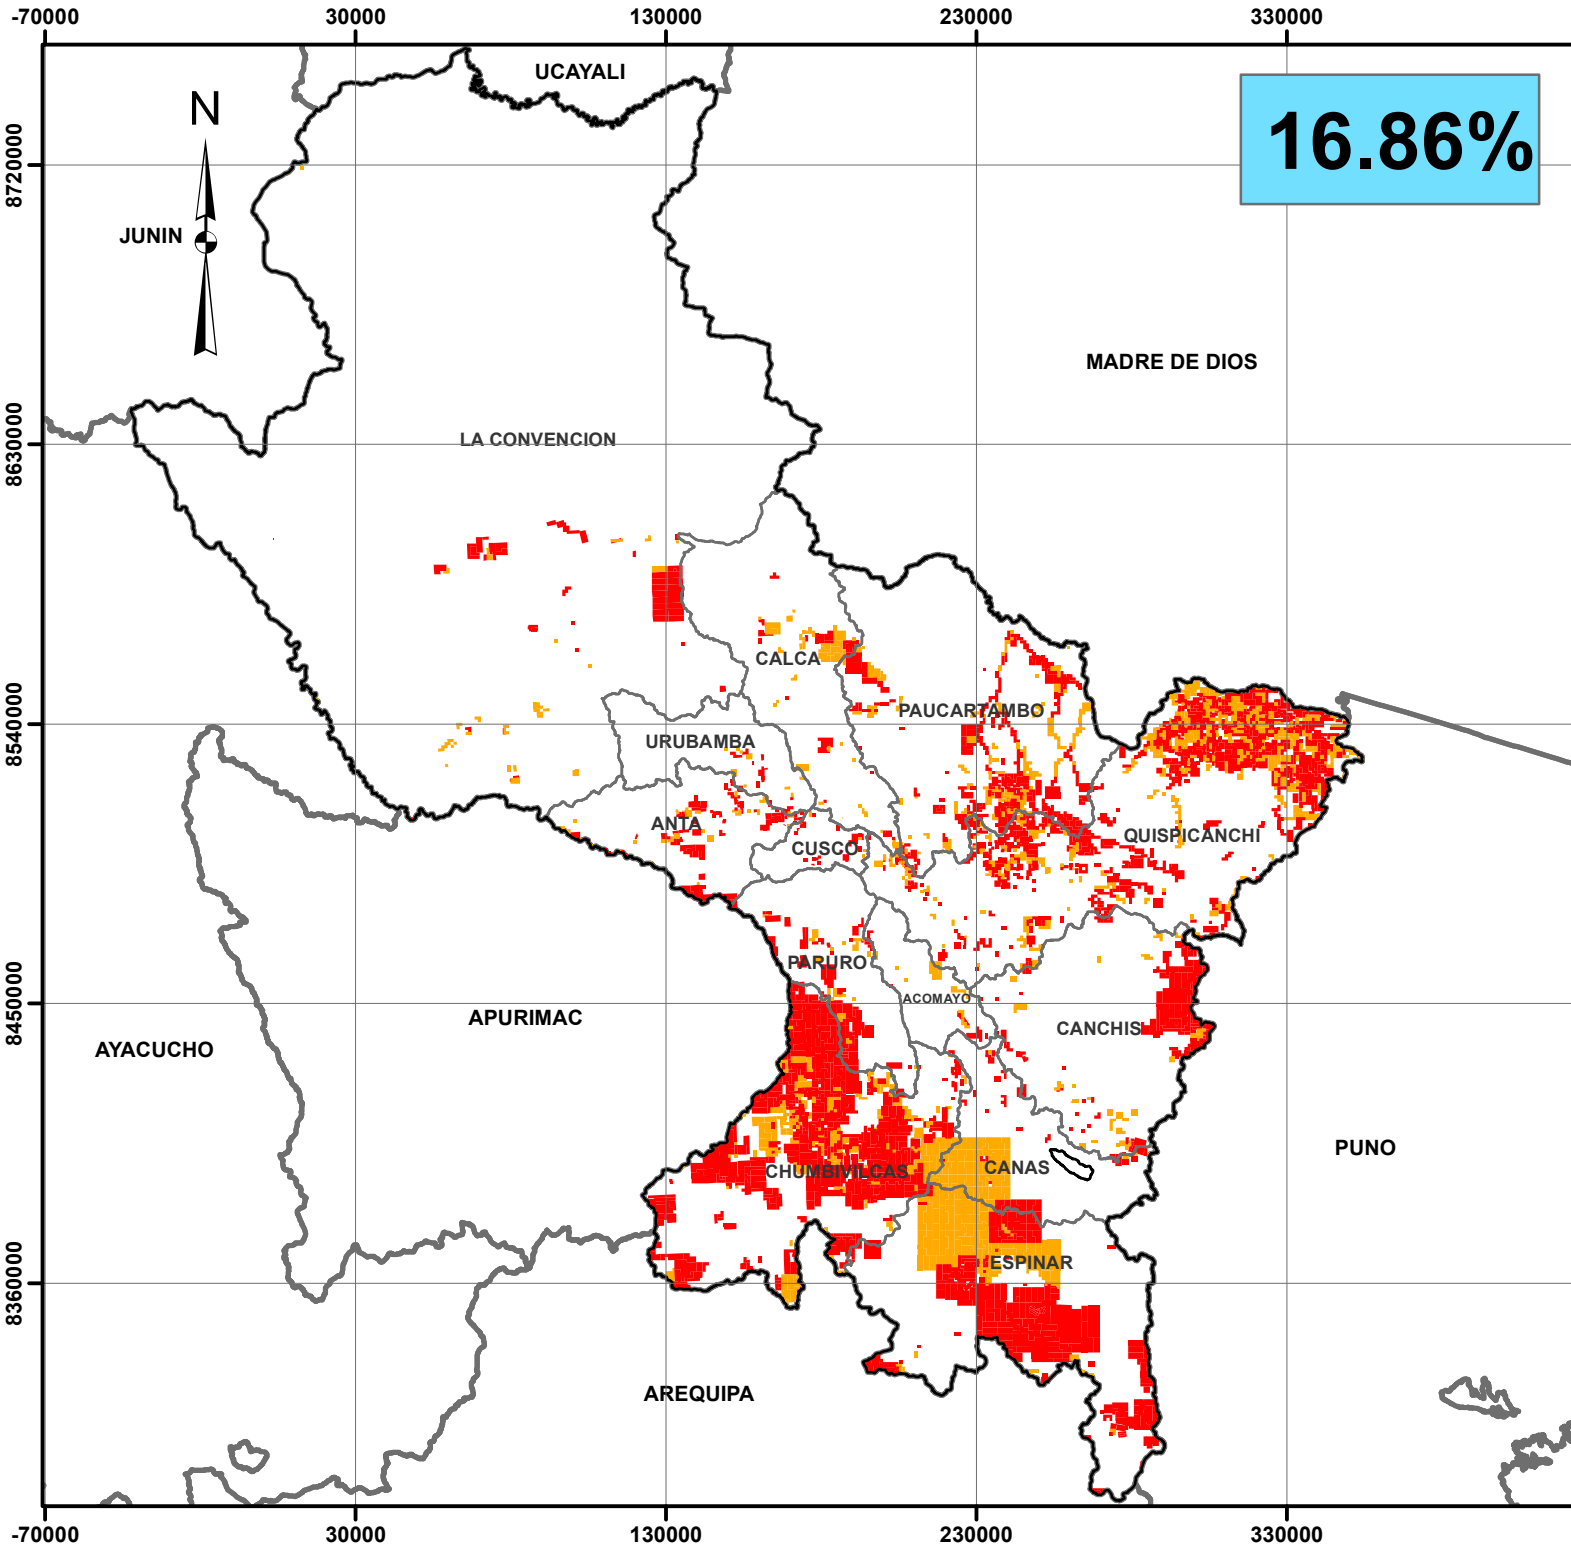 -70000 30000 130000 230000 330000
UCAYALI
16.86%
N
8720000
JUNIN
MADRE DE DIOS
8630000
LA CONVENCION
CALCA
PAUCARTAMBO
8540000
URUBAMBA
ANTA
QUISPICANCHI
CUSCO
PARURO
ACOMAYO
8450000
APURIMAC
CANCHIS
AYACUCHO
PUNO
CHUMBIVILCAS
CANAS
ESPINAR
8360000
AREQUIPA
-70000 30000 130000 230000 330000